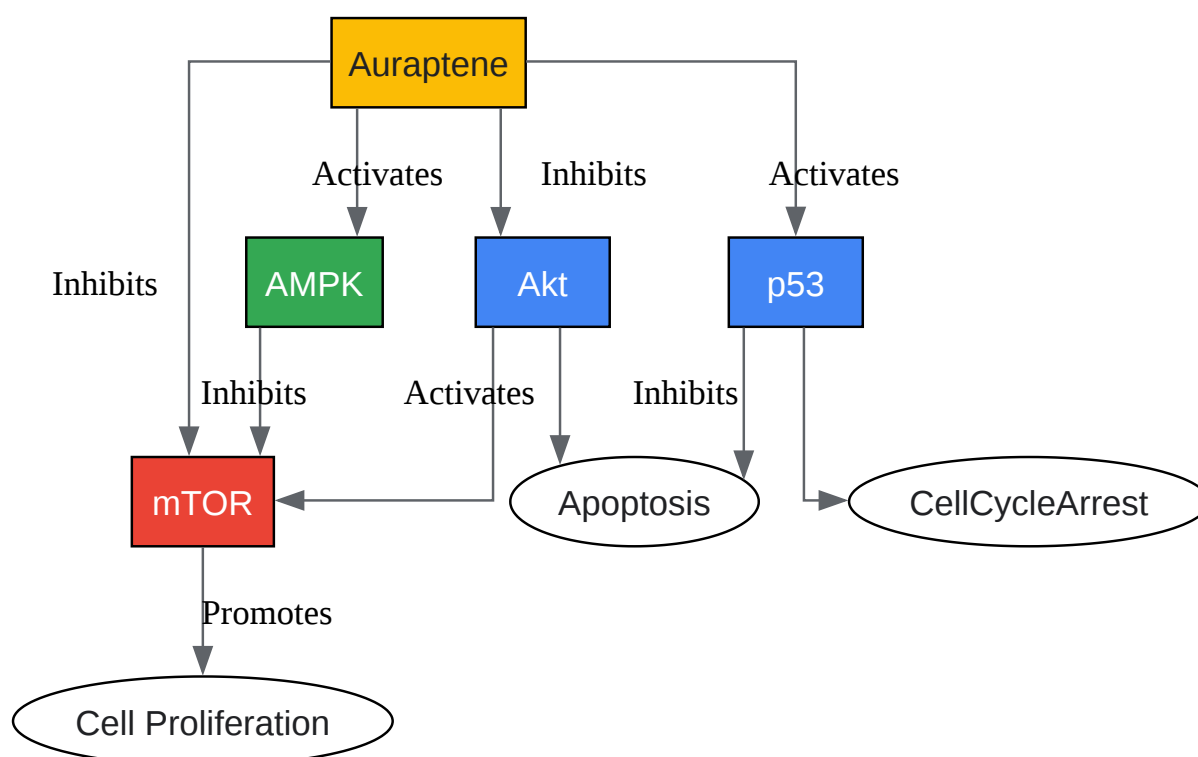 Auraptene
Activates
Inhibits
Activates
Inhibits
AMPK
Akt
p53
Inhibits
Activates
Inhibits
mTOR
Apoptosis
CellCycleArrest
Promotes
Cell Proliferation